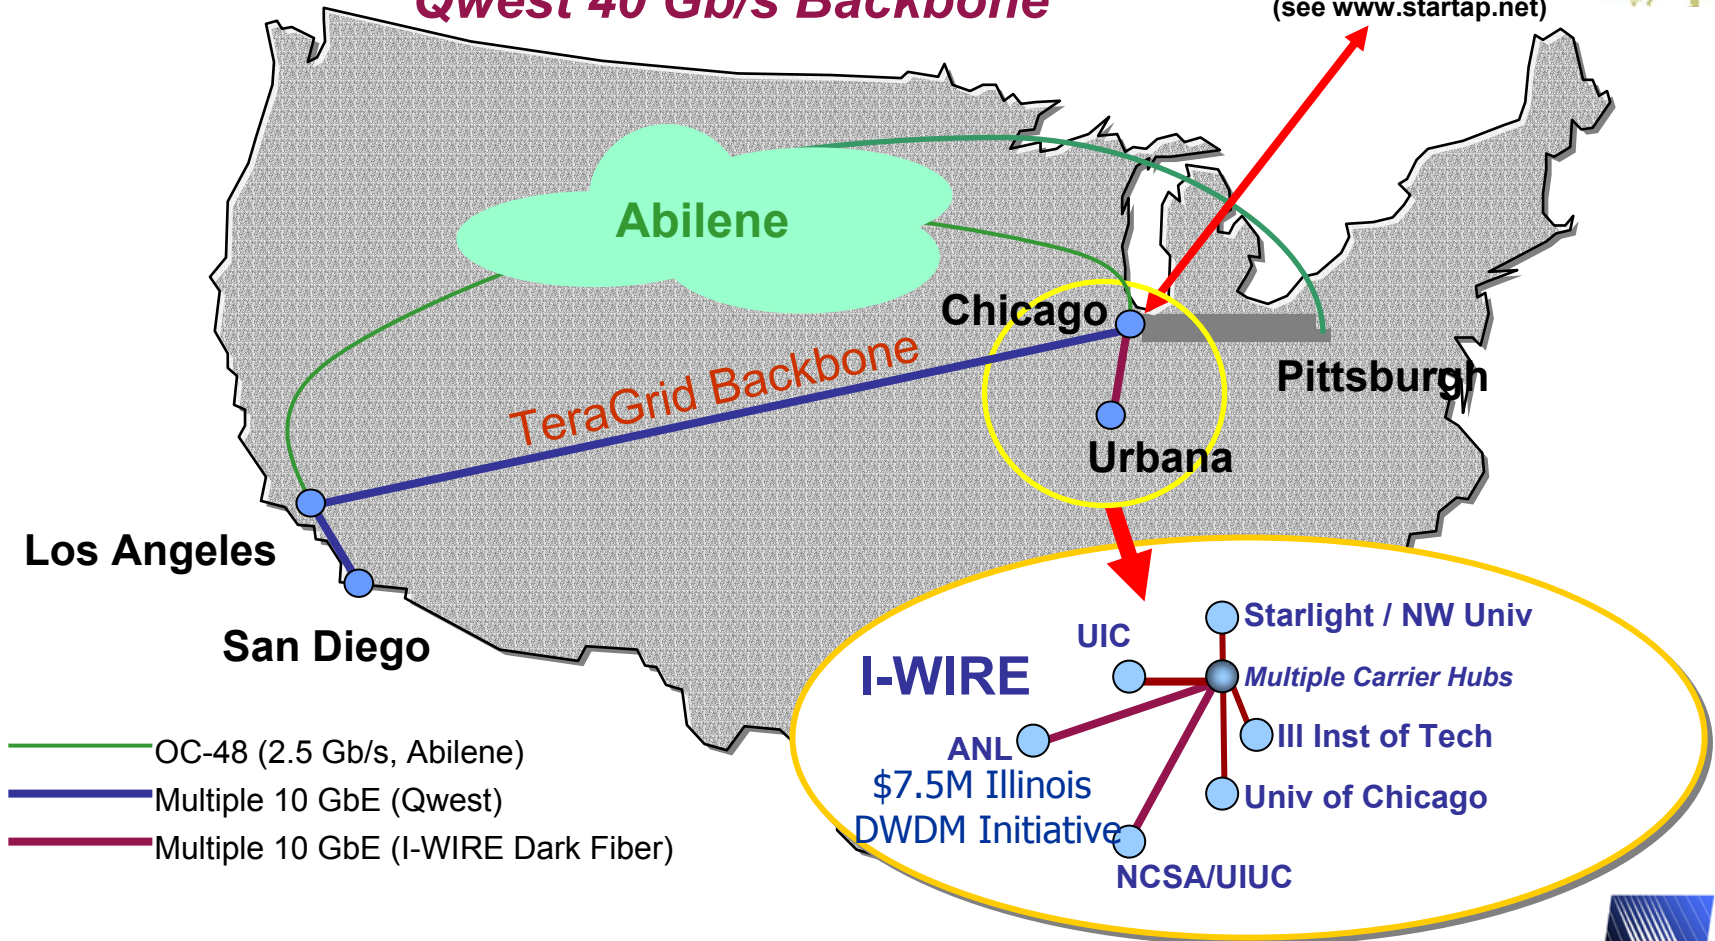 Qwest 40 Gb/s Backbone
(see www.startap.net)
Abilene
Chicago
TeraGrid Backbone
Pittsburgh
Urbana
Los Angeles
San Diego
Starlight / NW Univ
UIC
I-WIRE
Multiple Carrier Hubs
Ill Inst of Tech
ANL
$7.5M Illinois
DWDM Initiative
Univ of Chicago
NCSA/UIUC
OC-48 (2.5 Gb/s, Abilene)
Multiple 10 GbE (Qwest)
Multiple 10 GbE (I-WIRE Dark Fiber)